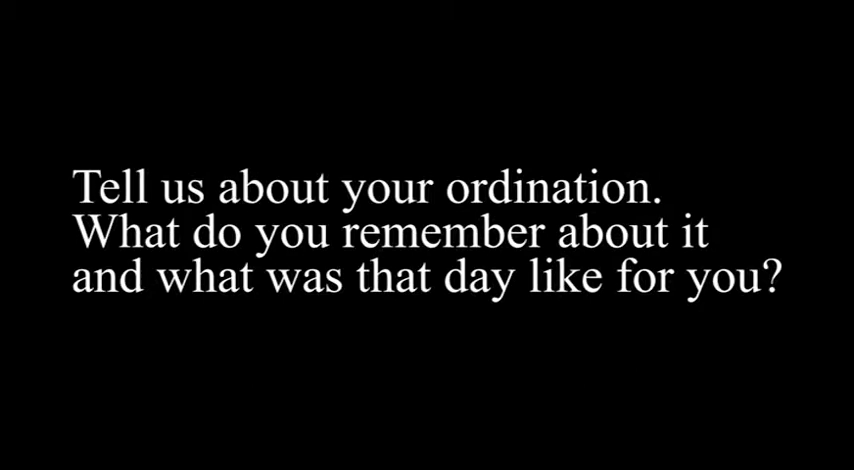 Tell us about your ordination.
What do you remember about it
and what was that day like for you?